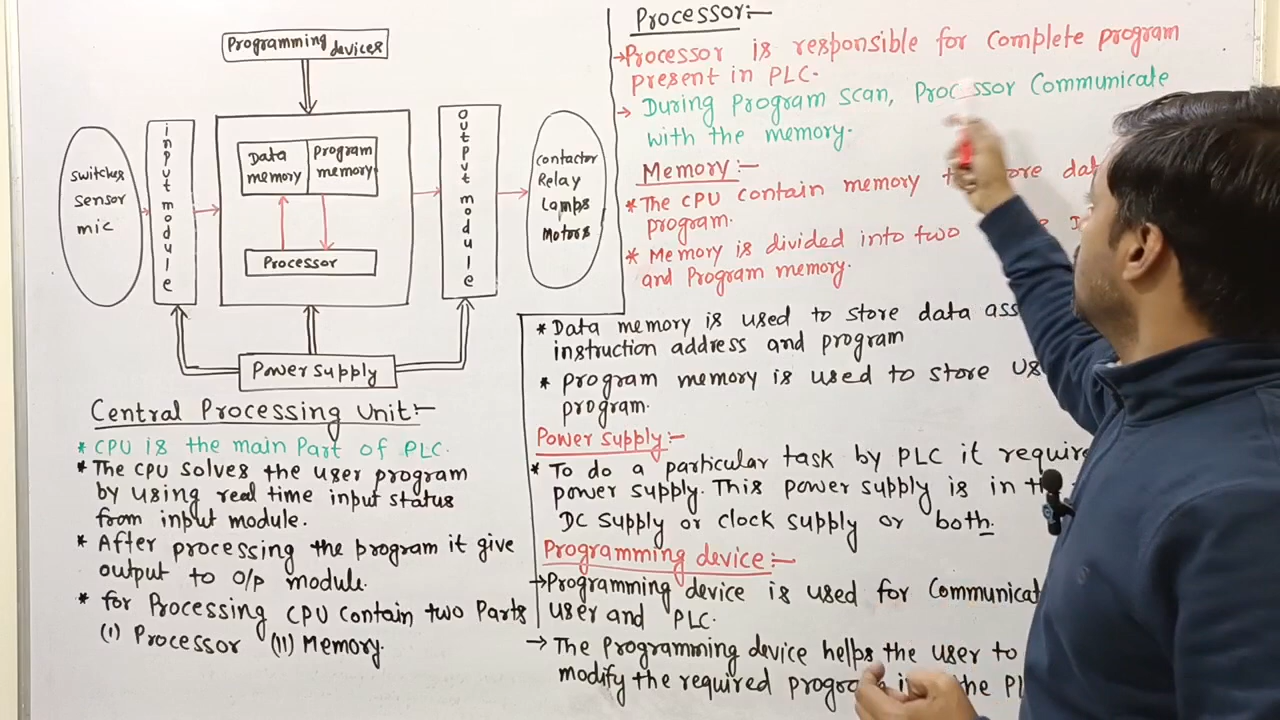 Programming devices
switches
sensor
mic
input module
Data memory
program memory
Processor
output module
contactor
Relay
Lamps
Motors
Power supply
Central Processing Unit:-
* CPU is the main Part of PLC.
* The CPU solves the user program
by using real time input status
from input module.
* After processing the program it give
output to O/P module.
* for Processing CPU contain two Parts
(I) Processor (II) Memory.
Processor:-
→ Processor is responsible for complete program
present in PLC.
→ During Program scan, Processor Communicate
with the memory.
Memory:-
* The CPU contain memory
program.
* Memory is divided into two
and Program memory.
* Data memory is used to store data
instruction address and program
* program memory is used to store
program.
Power supply:-
* To do a particular task by PLC it
power supply. This power supply is in
DC supply or clock supply or both.
Programming device:-
→ Programming device is used for
user and PLC.
→ The Programming device helps the user to
modify the required the